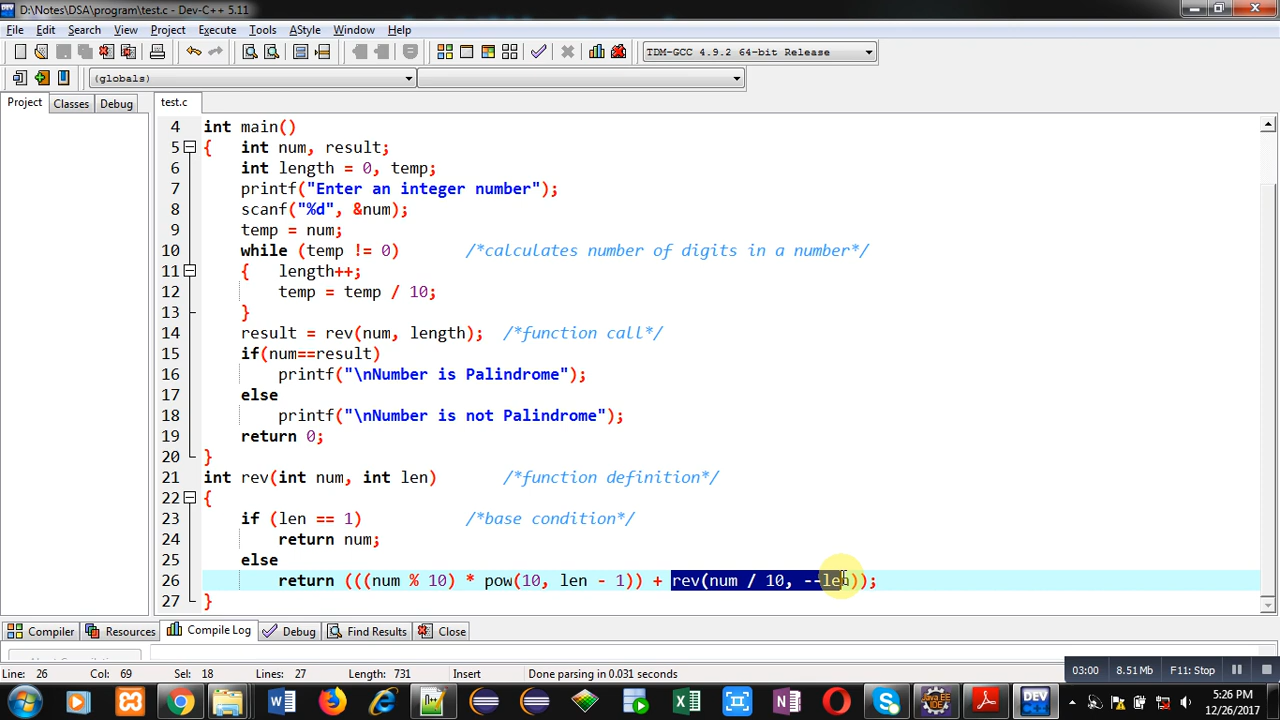 D:\Notes\DSA\program\test.c - Dev-C++ 5.11
File Edit Search View Project Execute Tools AStyle Window Help
TDM-GCC 4.9.2 64-bit Release
(globals)
Project Classes Debug test.c
4 int main()
5 { int num, result;
6 int length = 0, temp;
7 printf("Enter an integer number");
8 scanf("%d", &num);
9 temp = num;
10 while (temp != 0) /*calculates number of digits in a number*/
11 { length++;
12 temp = temp / 10;
13 }
14 result = rev(num, length); /*function call*/
15 if(num==result)
16 printf("\nNumber is Palindrome");
17 else
18 printf("\nNumber is not Palindrome");
19 return 0;
20 }
21 int rev(int num, int len) /*function definition*/
22 {
23 if (len == 1) /*base condition*/
24 return num;
25 else
26 return (((num % 10) * pow(10, len - 1)) + rev(num / 10, --len));
27 }
Compiler Resources Compile Log Debug Find Results Close
Line: 26 Col: 69 Sel: 18 Lines: 27 Length: 731 Insert Done parsing in 0.031 seconds
03:00 8.51 Mb F11: Stop
5:26 PM
12/26/2017